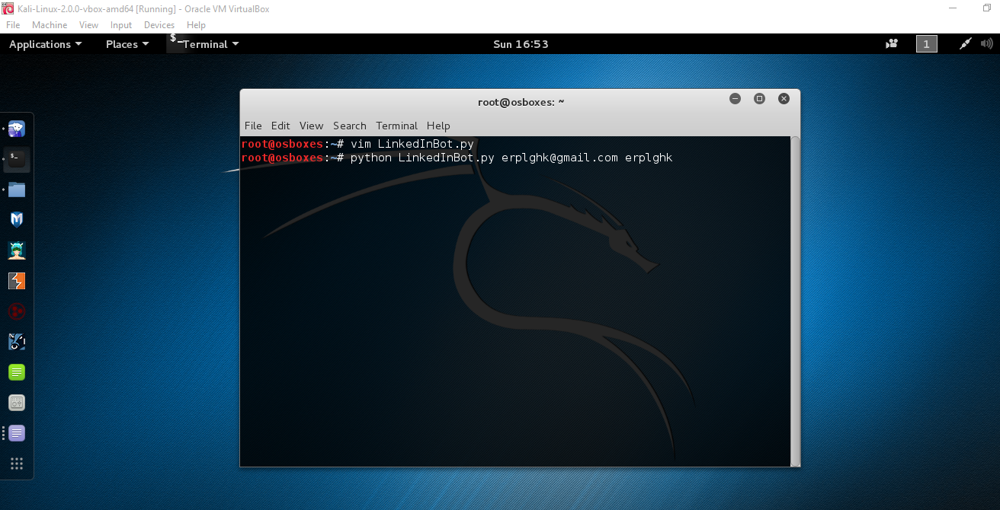 Kali-Linux-2.0.0-vbox-amd64 [Running] - Oracle VM VirtualBox
File Machine View Input Devices Help
Applications Places $_ Terminal Sun 16:53 1
root@osboxes: ~
File Edit View Search Terminal Help
root@osboxes:~# vim LinkedInBot.py
root@osboxes:~# python LinkedInBot.py erplghk@gmail.com erplghk